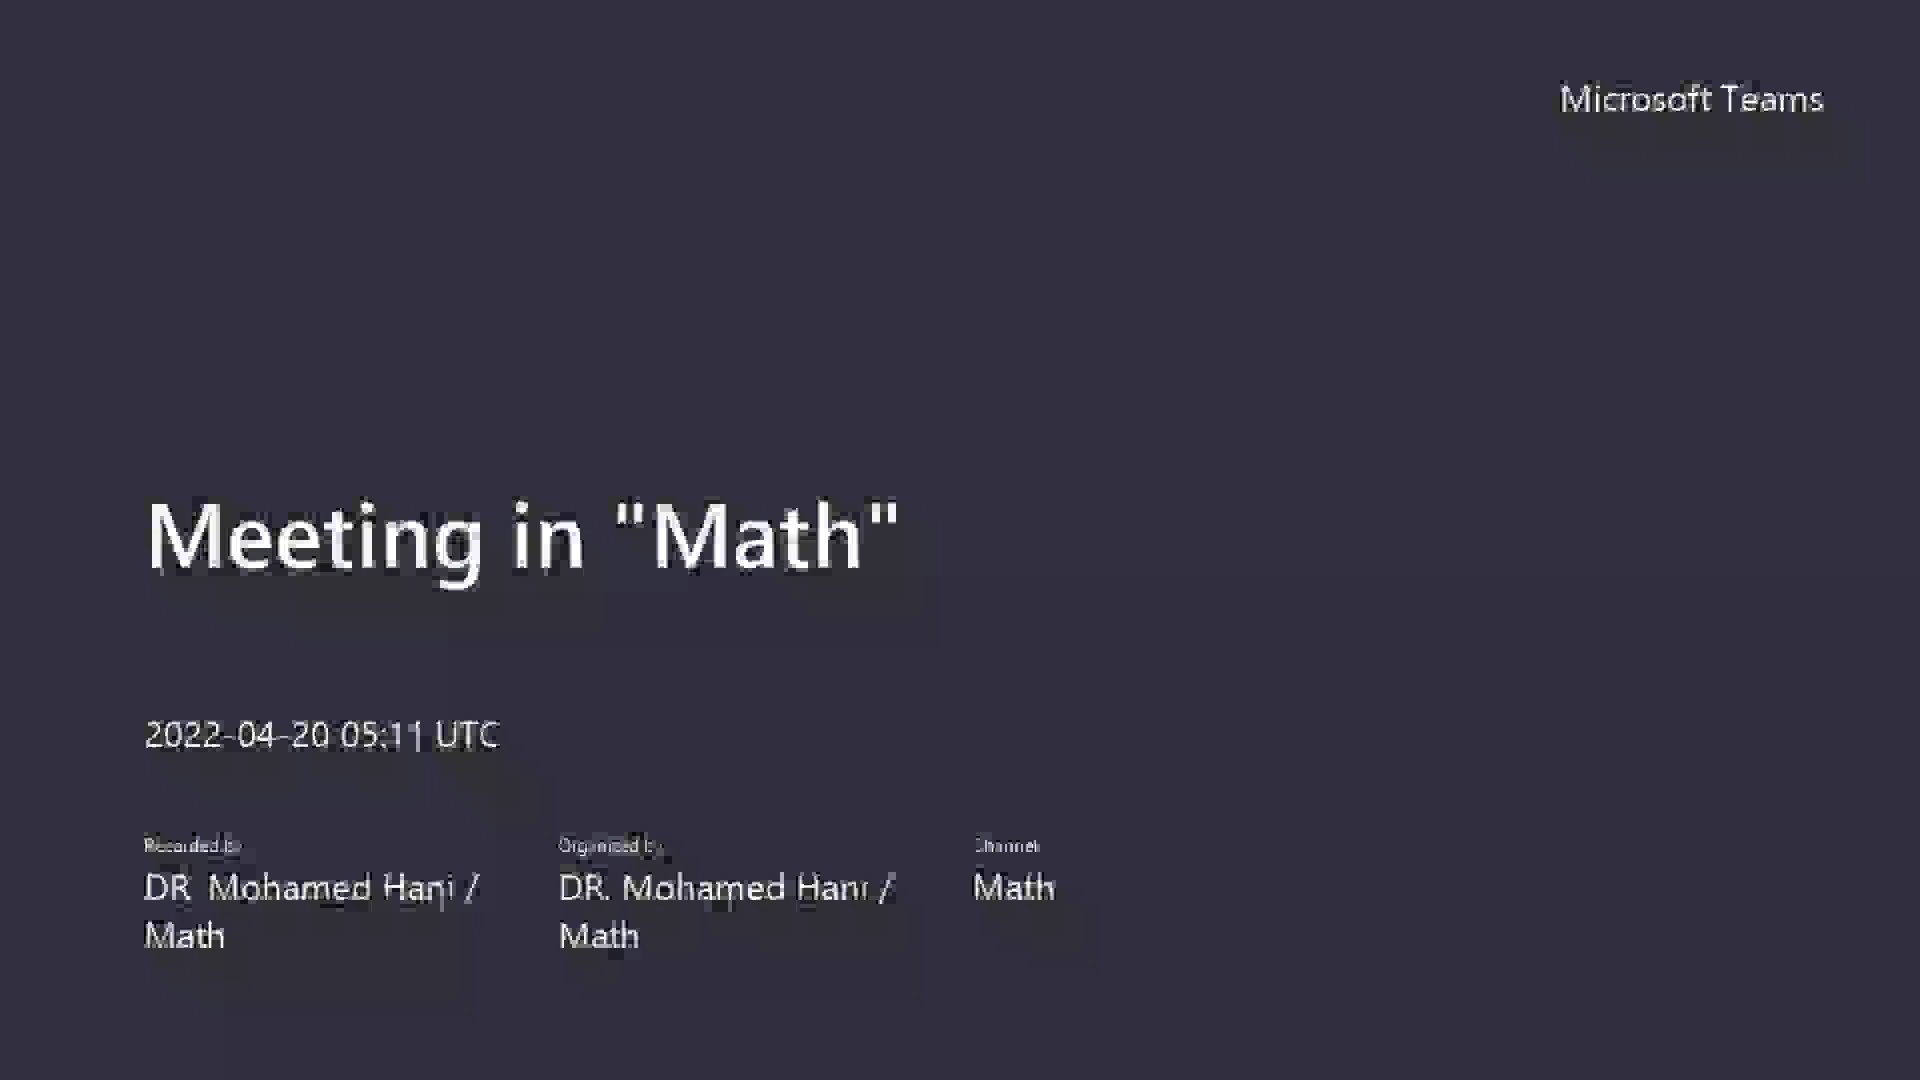 Microsoft Teams
Meeting in "Math"
2022-04-20 05:11 UTC
Recorded by
DR. Mohamed Hani /
Math
Organized by
DR. Mohamed Hani /
Math
Channel
Math